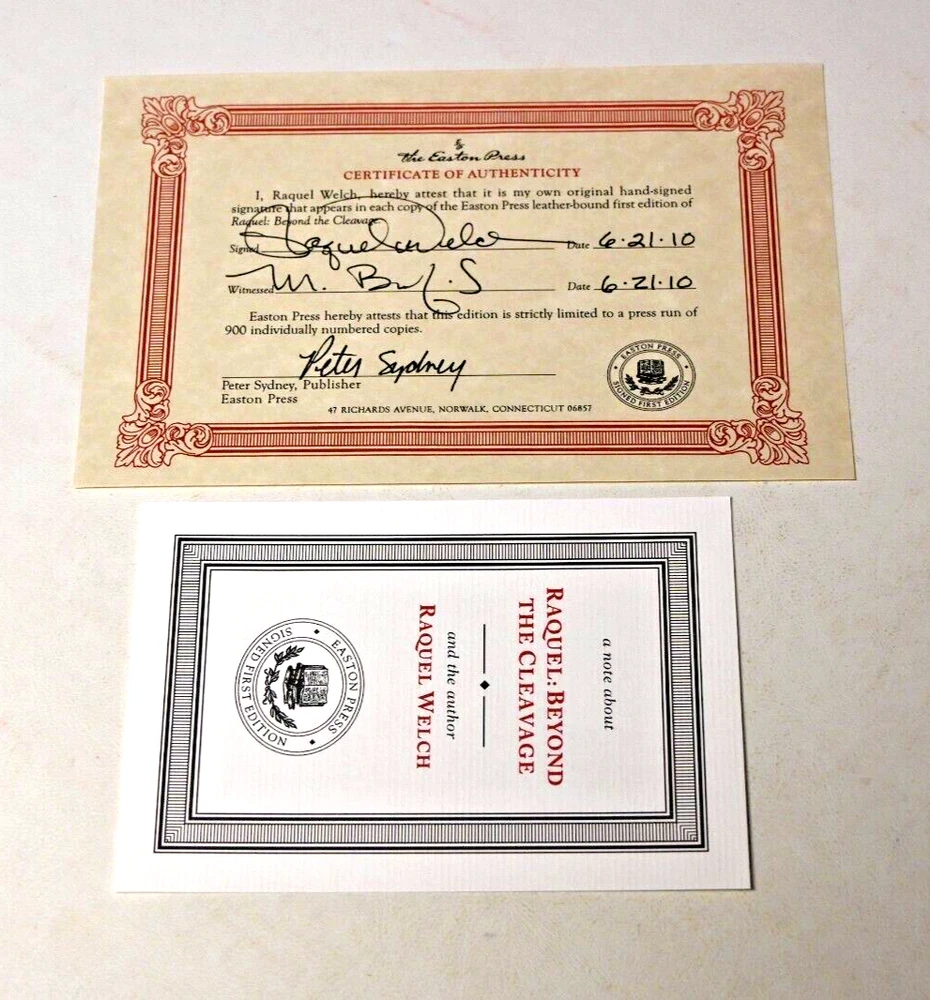 The Easton Press
CERTIFICATE OF AUTHENTICITY
I, Raquel Welch, hereby attest that it is my own original hand-signed
signature that appears in each copy of the Easton Press leather-bound first edition of
Raquel: Beyond the Cleavage.
Signed Raquel Welch Date 6·21·10
Witnessed M. Date 6·21·10
Easton Press hereby attests that this edition is strictly limited to a press run of
900 individually numbered copies.
Peter Sydney
Peter Sydney, Publisher
Easton Press
47 RICHARDS AVENUE, NORWALK, CONNECTICUT 06857
EASTON PRESS
SIGNED FIRST EDITION
a note about
RAQUEL: BEYOND
THE CLEAVAGE
and the author
RAQUEL WELCH
EASTON PRESS
SIGNED FIRST EDITION